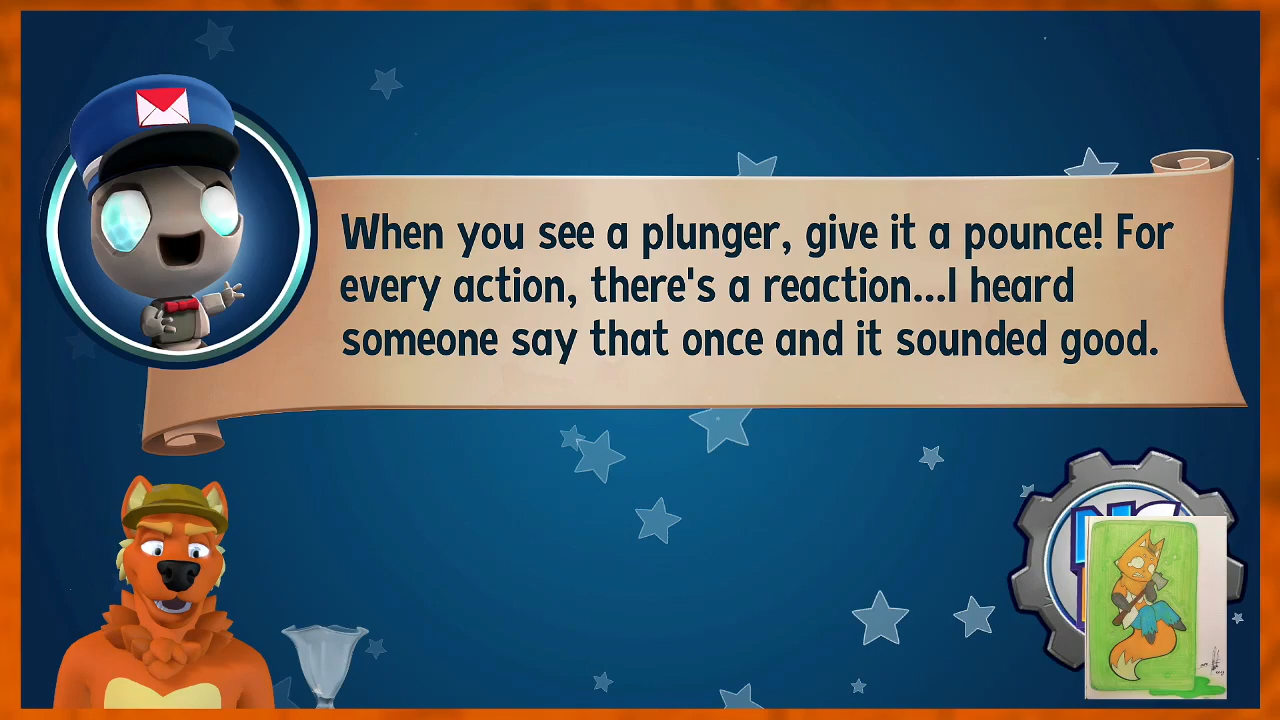 When you see a plunger, give it a pounce! For
every action, there's a reaction...I heard
someone say that once and it sounded good.